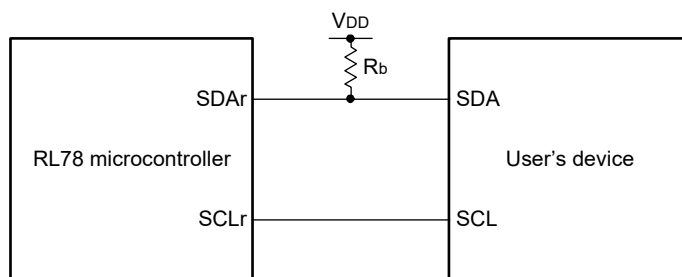 VDD
Rb
SDAr
SDA
RL78 microcontroller
User's device
SCLr
SCL